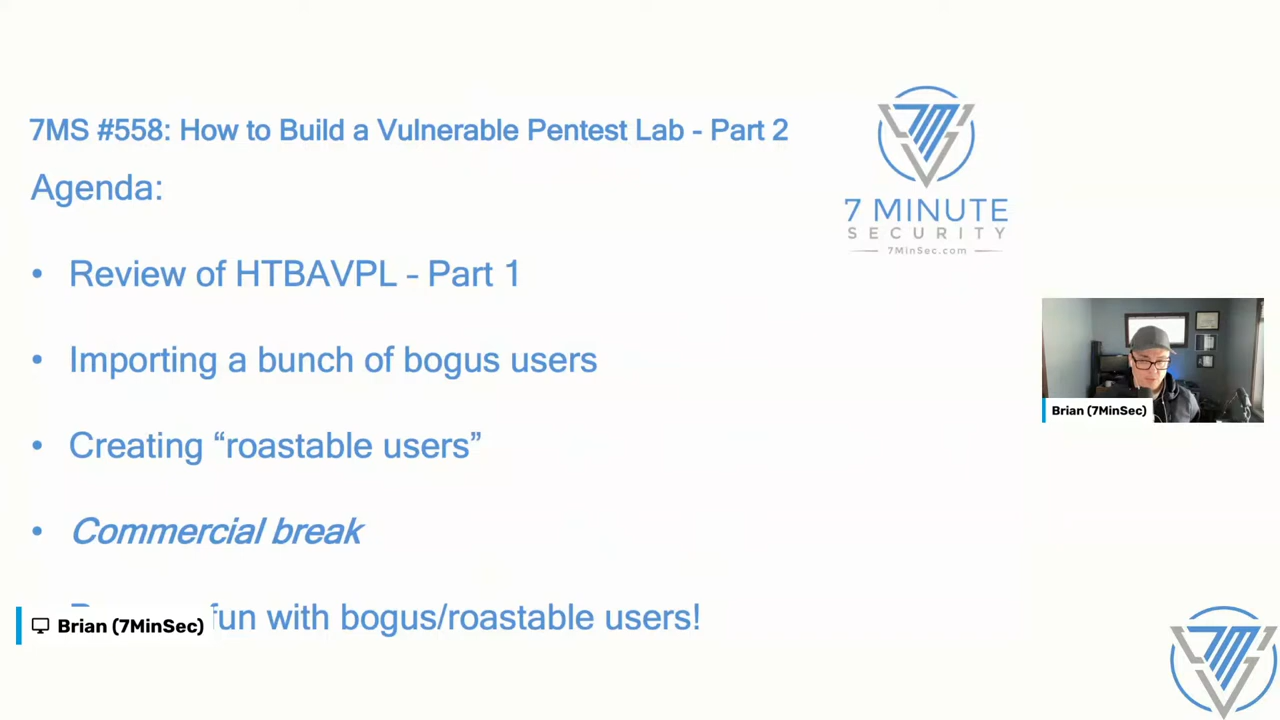 7MS #558: How to Build a Vulnerable Pentest Lab - Part 2
Agenda:
• Review of HTBAVPL – Part 1
• Importing a bunch of bogus users
• Creating “roastable users”
• Commercial break
fun with bogus/roastable users!
Brian (7MinSec)
7M
7 MINUTE
SECURITY
7MinSec.com
Brian (7MinSec)
7M